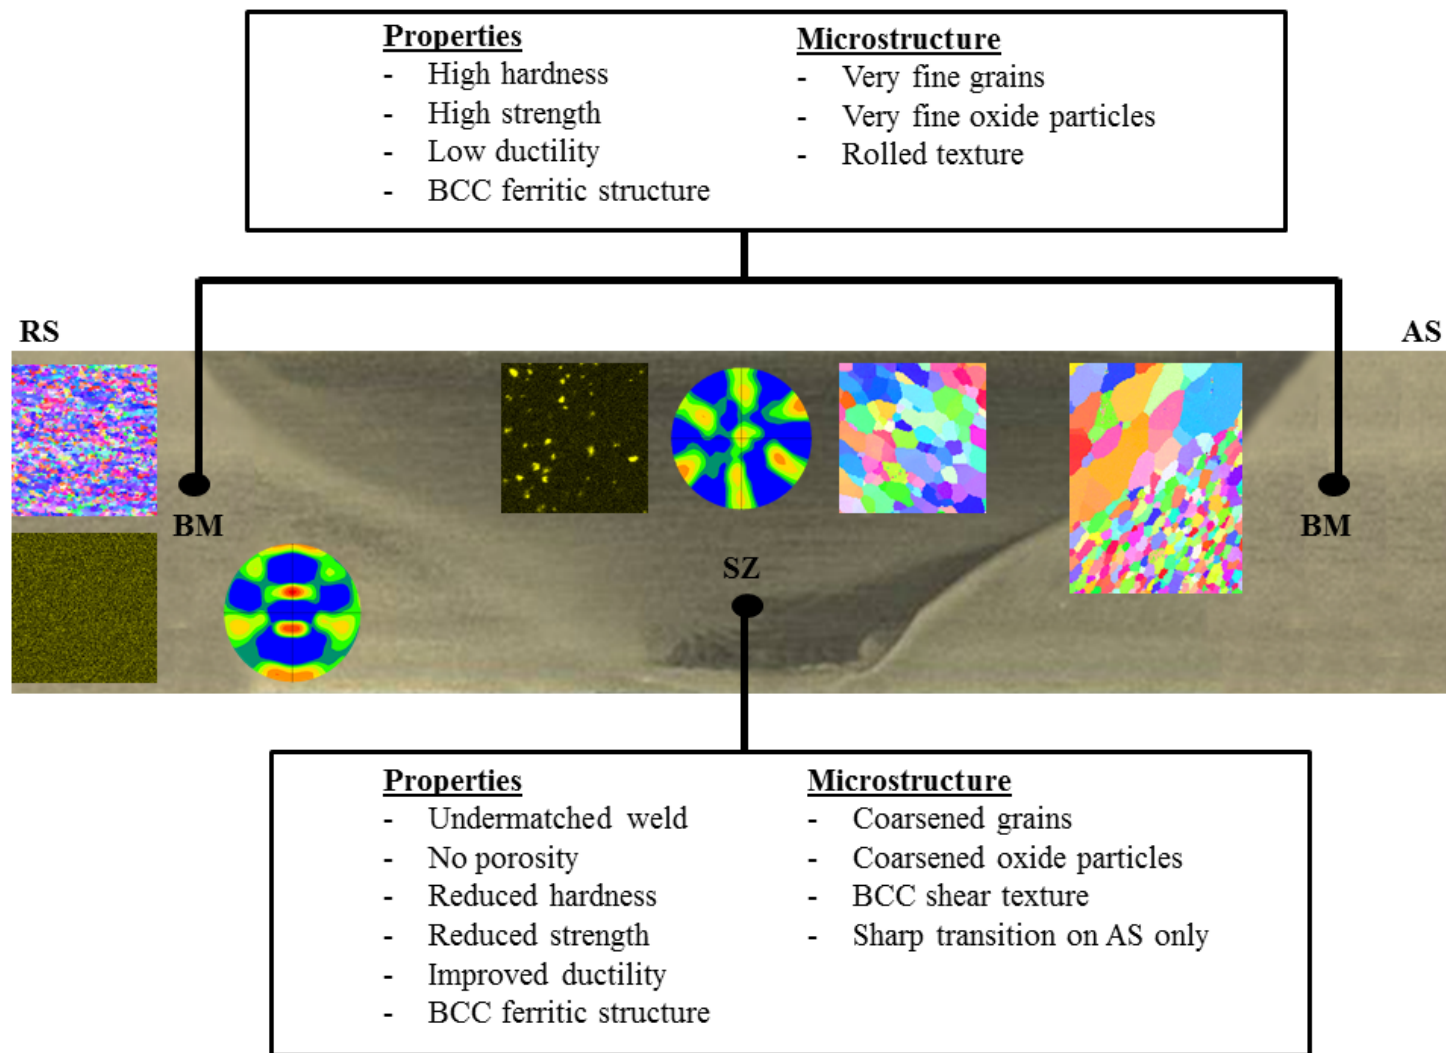 Properties
- High hardness
- High strength
- Low ductility
- BCC ferritic structure
Microstructure
- Very fine grains
- Very fine oxide particles
- Rolled texture
RS
AS
BM
SZ
BM
Properties
- Undermatched weld
- No porosity
- Reduced hardness
- Reduced strength
- Improved ductility
- BCC ferritic structure
Microstructure
- Coarsened grains
- Coarsened oxide particles
- BCC shear texture
- Sharp transition on AS only